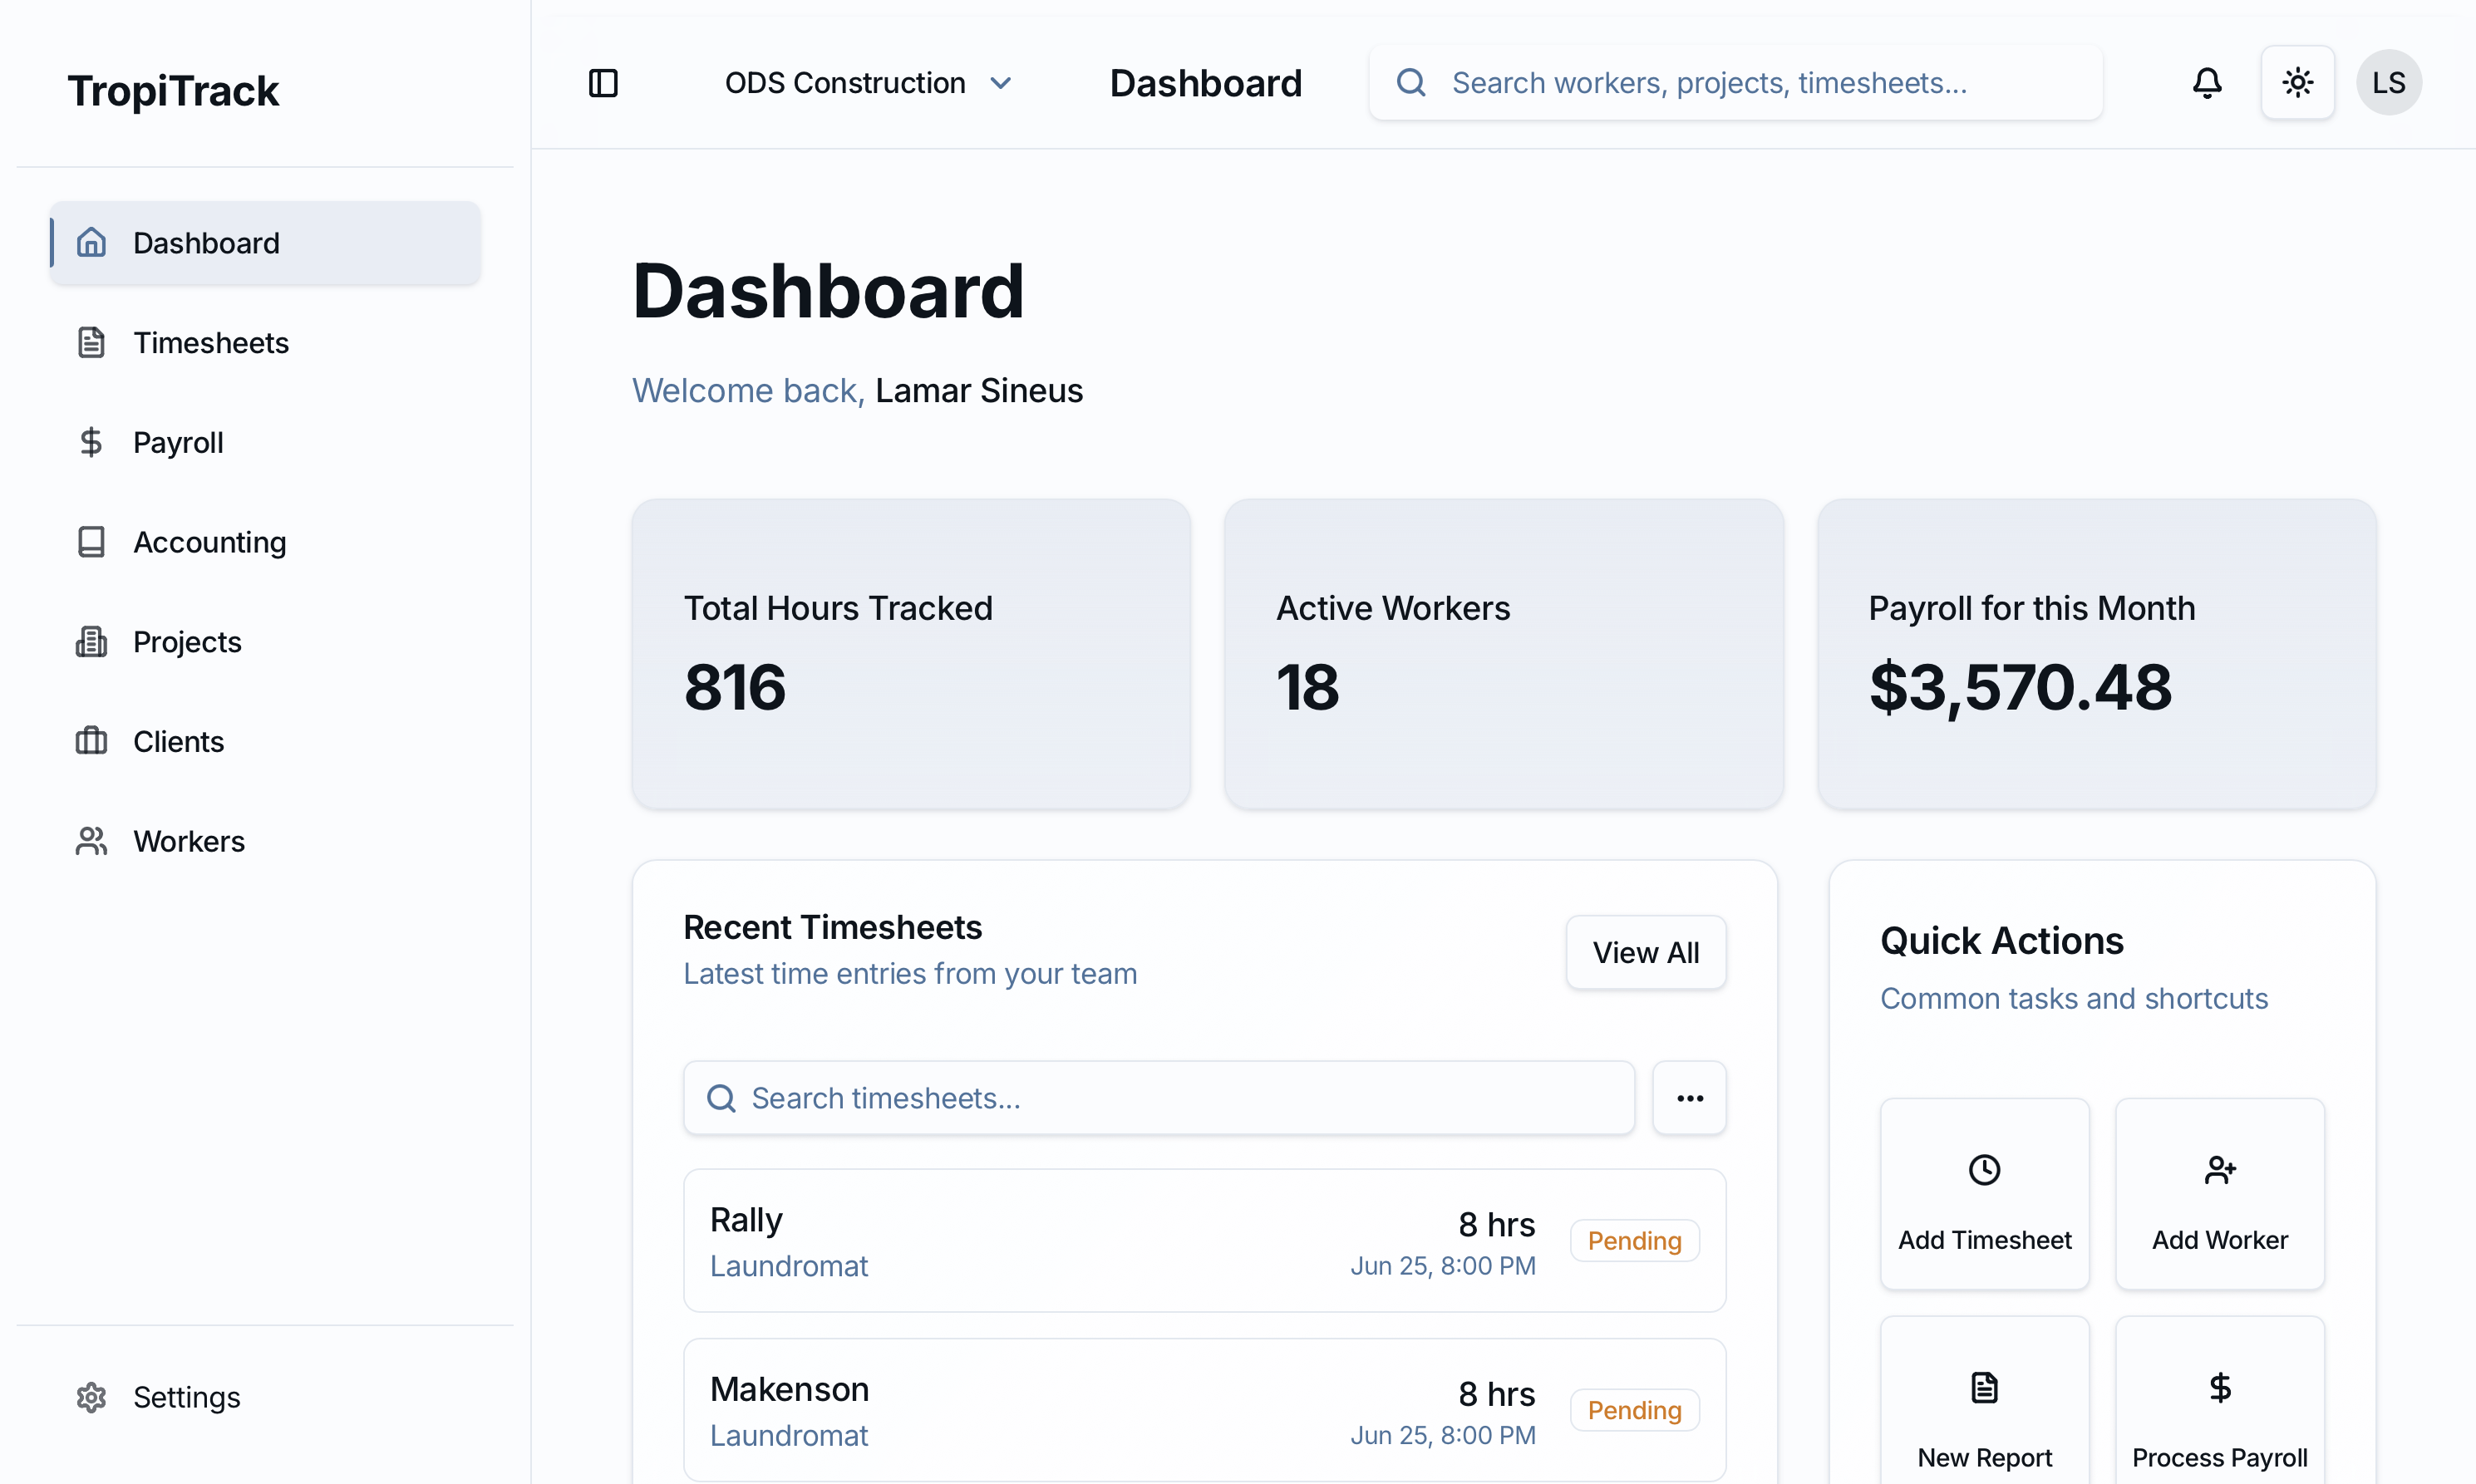 TropiTrack
Dashboard
Timesheets
Payroll
Accounting
Projects
Clients
Workers
Settings
ODS Construction
Dashboard
Search workers, projects, timesheets...
LS
Dashboard
Welcome back, Lamar Sineus
Total Hours Tracked
816
Active Workers
18
Payroll for this Month
$3,570.48
Recent Timesheets
Latest time entries from your team
View All
Search timesheets...
Rally
Laundromat
8 hrs
Jun 25, 8:00 PM
Pending
Makenson
Laundromat
8 hrs
Jun 25, 8:00 PM
Pending
Quick Actions
Common tasks and shortcuts
Add Timesheet
Add Worker
New Report
Process Payroll